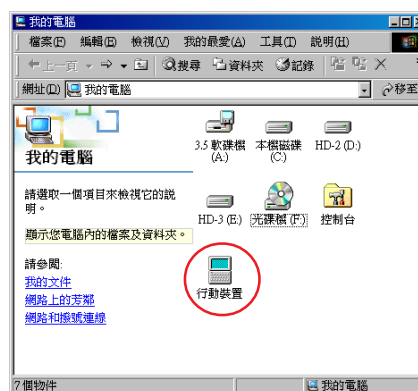 我的電腦
檔案(F) 編輯(E) 檢視(V) 我的最愛(A) 工具(T) 說明(H)
上一頁 搜尋 資料夾 記錄
網址(D) 我的電腦 移至
我的電腦
請選取一個項目來檢視它的說
明。
顯示您電腦內的檔案及資料夾。
請參閱:
我的文件
網路上的芳鄰
網路和撥號連線
3.5 軟碟機
(A:)
本機磁碟
(C:)
HD-2 (D:)
HD-3 (E:)
光碟機 (F:)
控制台
行動裝置
7 個物件 我的電腦